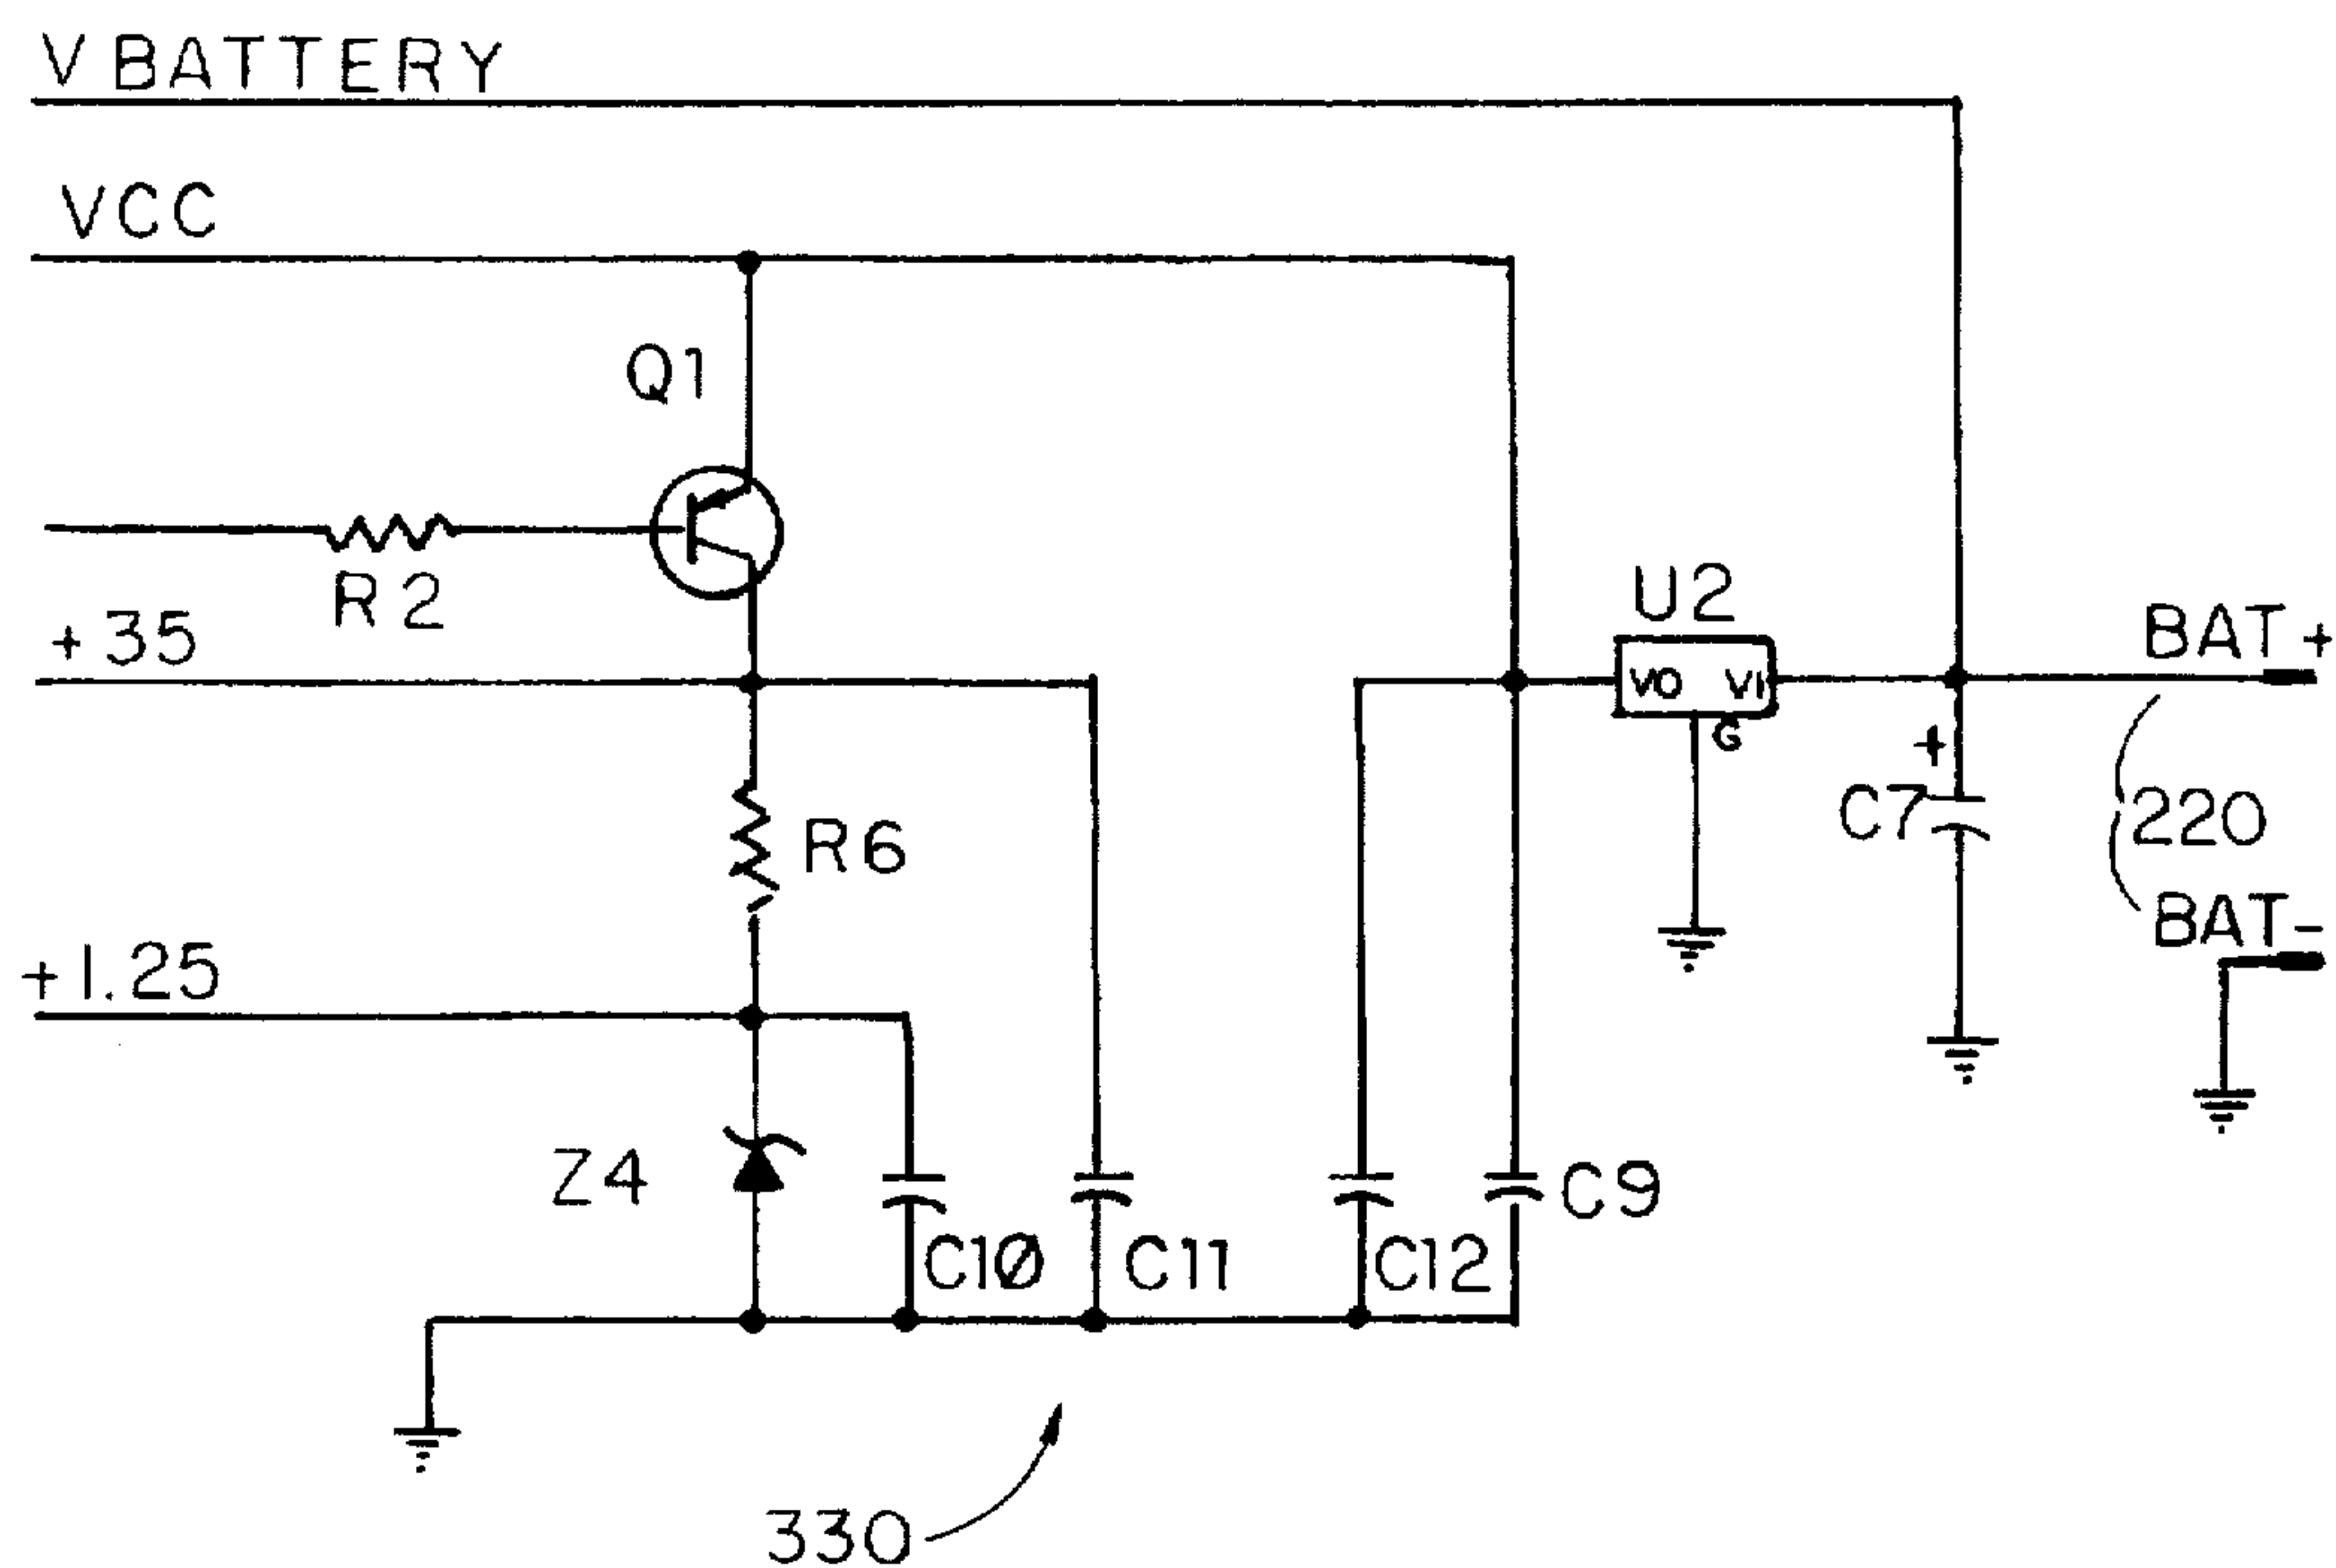 V BATTERY
VCC
Q1
R2
+35
U2
VO VI
G
BAT+
+
C7
220
R6
BAT-
+1.25
Z4
C10
C11
C12
C9
330